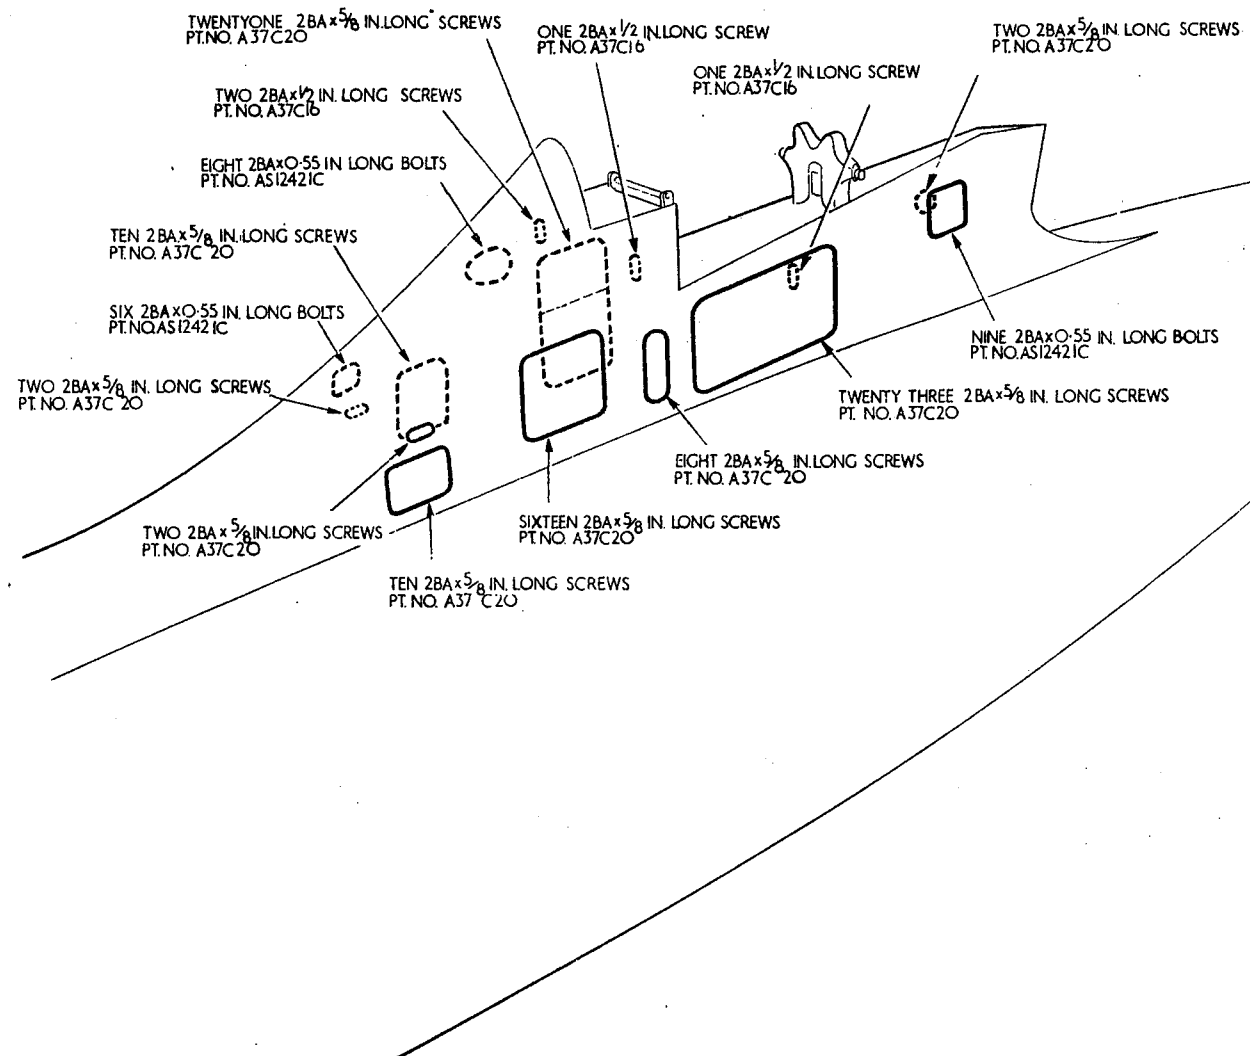 TWENTYONE 2BA x 5/8 IN.LONG SCREWS
PT.NO. A37C20
ONE 2BA x 1/2 IN.LONG SCREW
PT.NO. A37C16
TWO 2BA x 5/8 IN.LONG SCREWS
PT.NO. A37C20
ONE 2BA x 1/2 IN.LONG SCREW
PT.NO. A37C16
TWO 2BA x 1/2 IN. LONG SCREWS
PT.NO. A37C16
EIGHT 2BA x 0·55 IN LONG BOLTS
PT.NO. AS12421C
TEN 2BA x 5/8 IN. LONG SCREWS
PT.NO. A37C 20
SIX 2BA x 0·55 IN. LONG BOLTS
PT.NO.AS12421C
TWO 2BA x 5/8 IN. LONG SCREWS
PT. NO. A37C 20
NINE 2BA x 0·55 IN. LONG BOLTS
PT. NO.AS12421C
TWENTY THREE 2BA x 5/8 IN. LONG SCREWS
PT. NO. A37C20
EIGHT 2BA x 5/8 IN.LONG SCREWS
PT. NO. A37C 20
SIXTEEN 2BA x 5/8 IN. LONG SCREWS
PT. NO. A37C20
TWO 2BA x 5/8 IN.LONG SCREWS
PT. NO. A37C20
TEN 2BA x 5/8 IN. LONG SCREWS
PT. NO. A37 C20